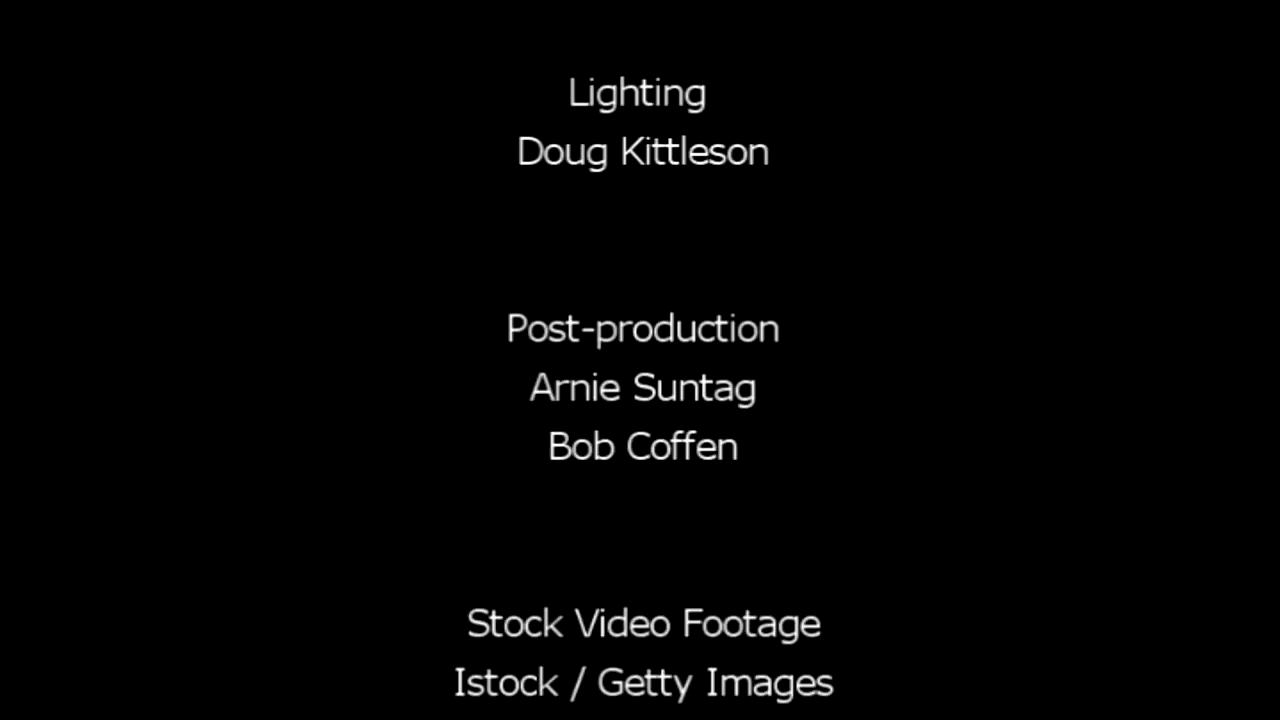 Lighting
Doug Kittleson
Post-production
Arnie Suntag
Bob Coffen
Stock Video Footage
Istock / Getty Images